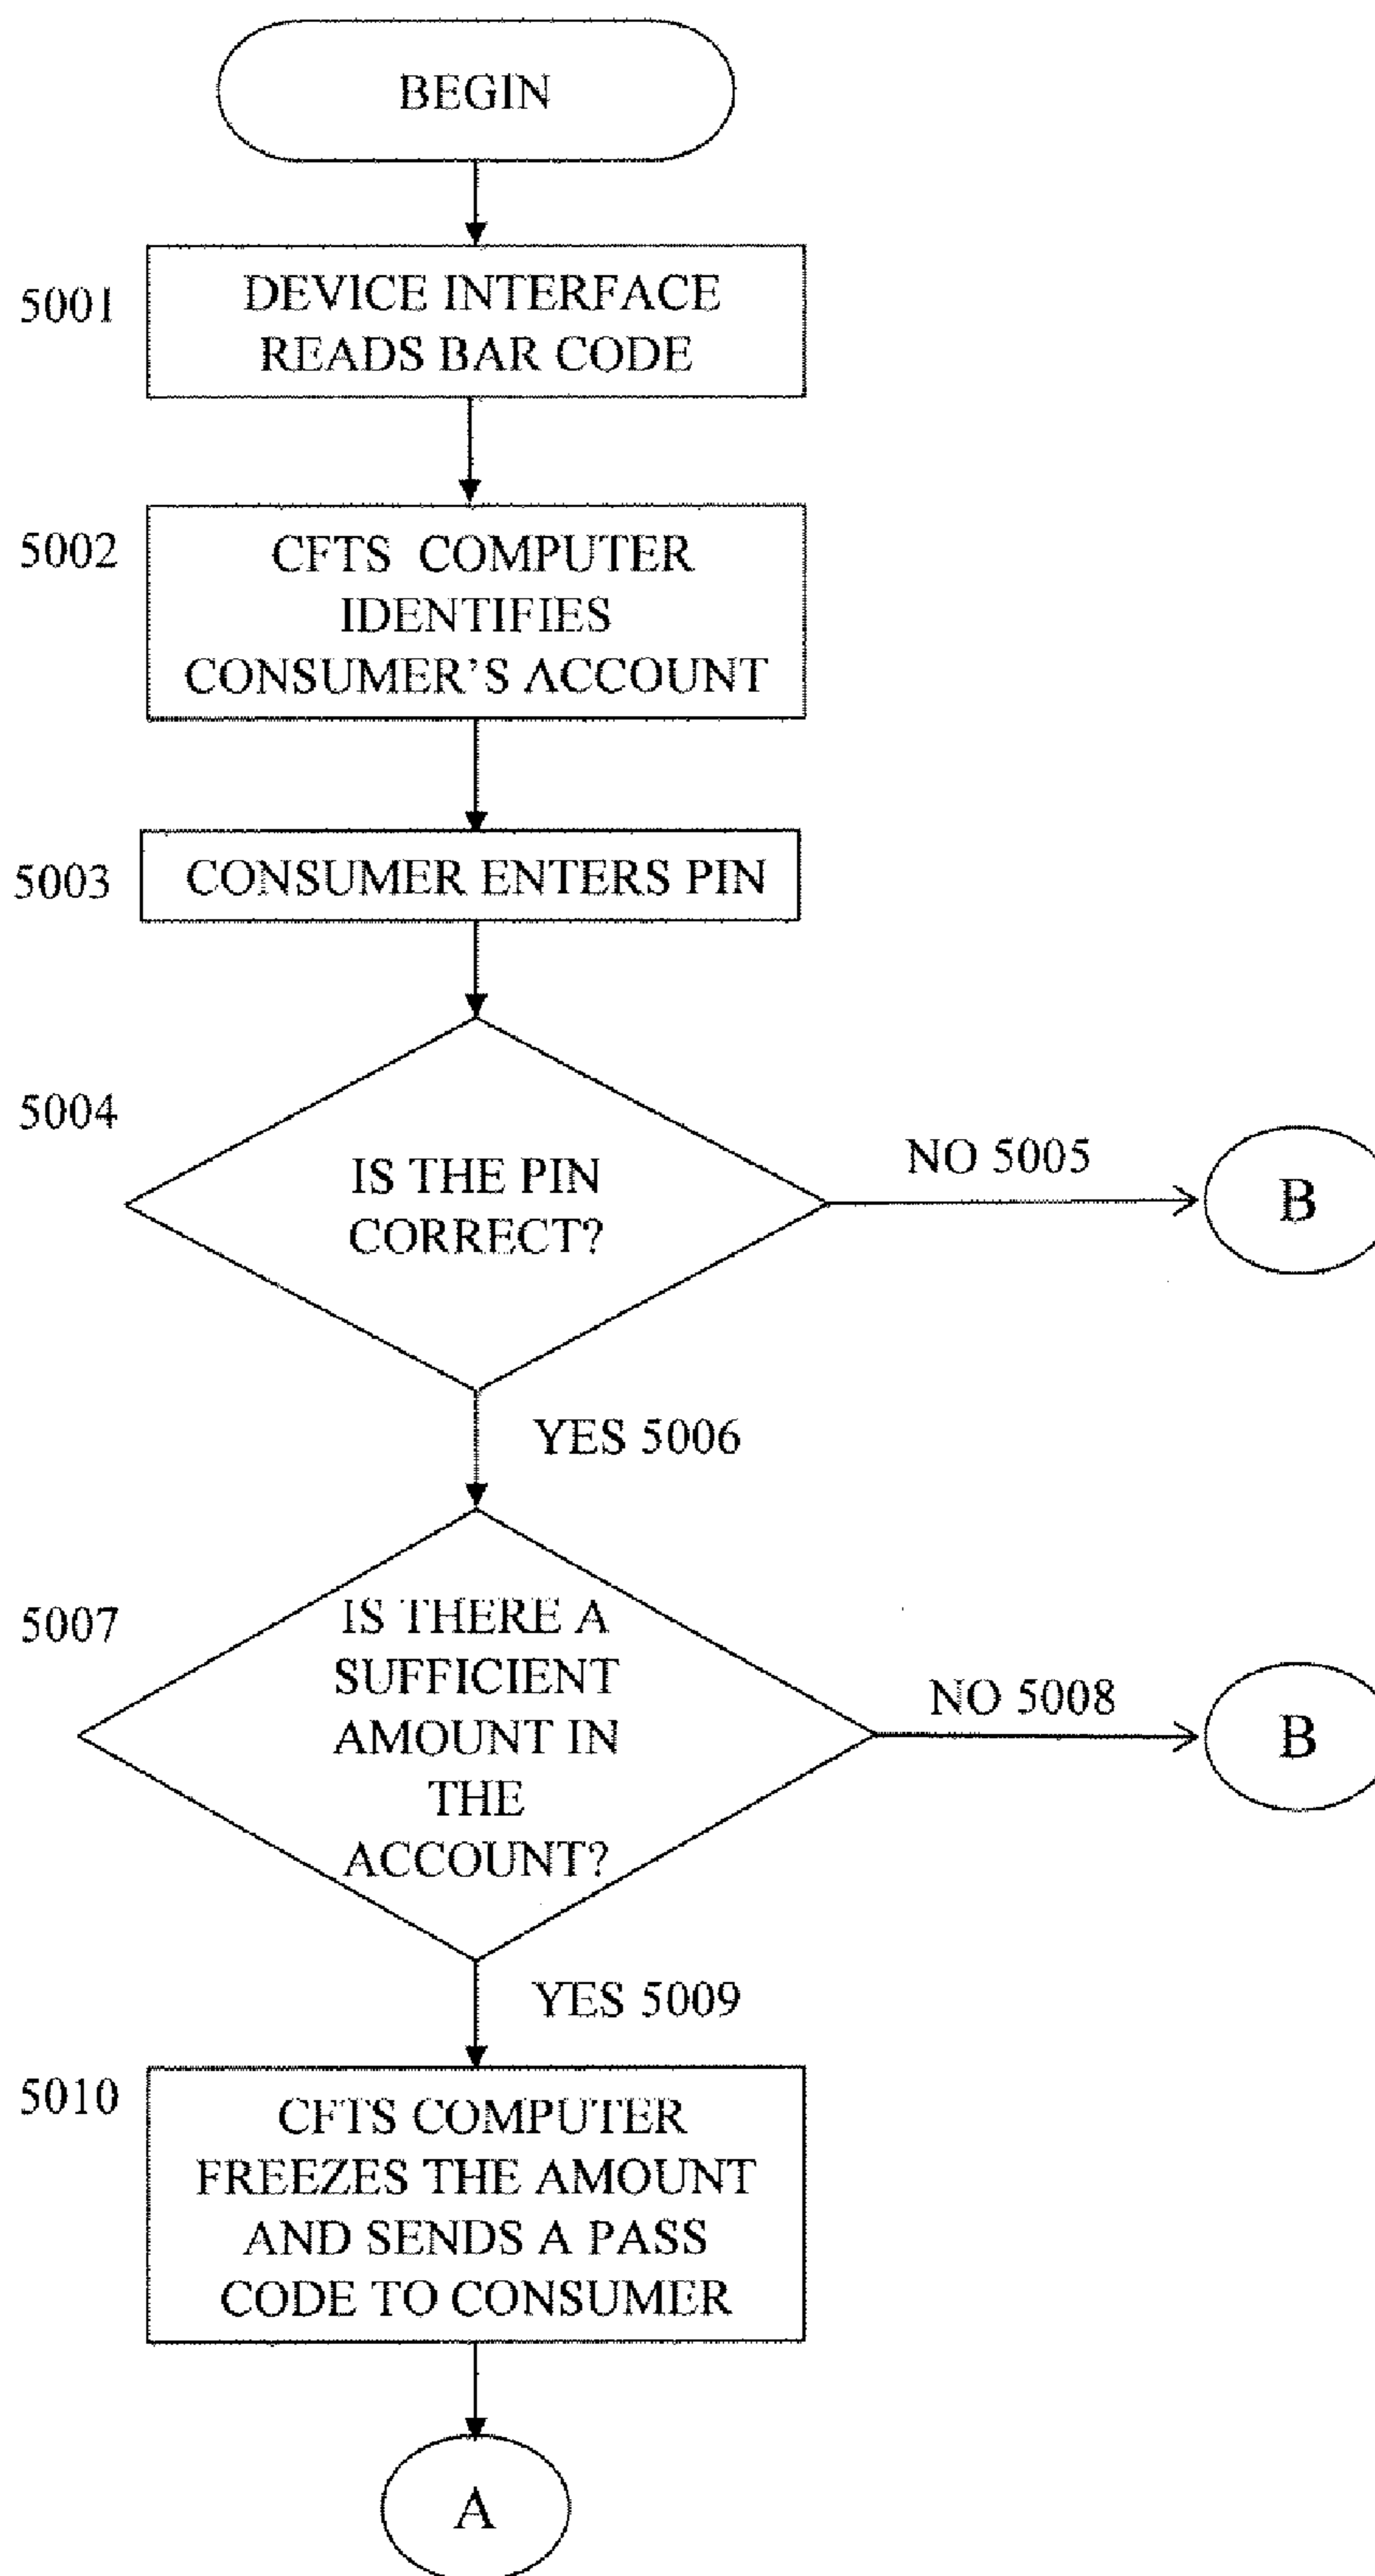 BEGIN
5001
DEVICE INTERFACE
READS BAR CODE
5002
CFTS COMPUTER
IDENTIFIES
CONSUMER'S ACCOUNT
5003
CONSUMER ENTERS PIN
5004
IS THE PIN
CORRECT?
NO 5005
B
YES 5006
5007
IS THERE A
SUFFICIENT
AMOUNT IN
THE
ACCOUNT?
NO 5008
B
YES 5009
5010
CFTS COMPUTER
FREEZES THE AMOUNT
AND SENDS A PASS
CODE TO CONSUMER
A